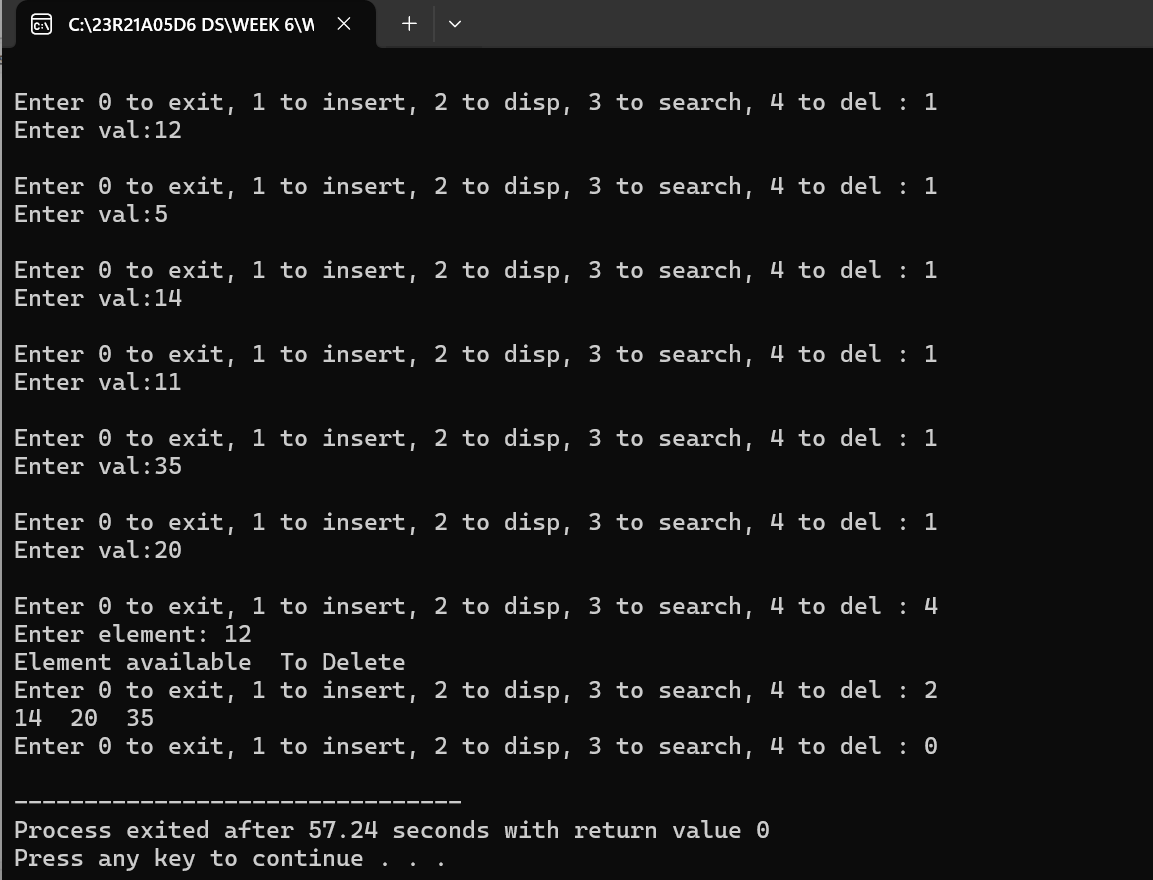 C:\23R21A05D6 DS\WEEK 6\W
Enter 0 to exit, 1 to insert, 2 to disp, 3 to search, 4 to del : 1
Enter val:12
Enter 0 to exit, 1 to insert, 2 to disp, 3 to search, 4 to del : 1
Enter val:5
Enter 0 to exit, 1 to insert, 2 to disp, 3 to search, 4 to del : 1
Enter val:14
Enter 0 to exit, 1 to insert, 2 to disp, 3 to search, 4 to del : 1
Enter val:11
Enter 0 to exit, 1 to insert, 2 to disp, 3 to search, 4 to del : 1
Enter val:35
Enter 0 to exit, 1 to insert, 2 to disp, 3 to search, 4 to del : 1
Enter val:20
Enter 0 to exit, 1 to insert, 2 to disp, 3 to search, 4 to del : 4
Enter element: 12
Element available  To Delete
Enter 0 to exit, 1 to insert, 2 to disp, 3 to search, 4 to del : 2
14  20  35
Enter 0 to exit, 1 to insert, 2 to disp, 3 to search, 4 to del : 0
--------------------------------
Process exited after 57.24 seconds with return value 0
Press any key to continue . . .